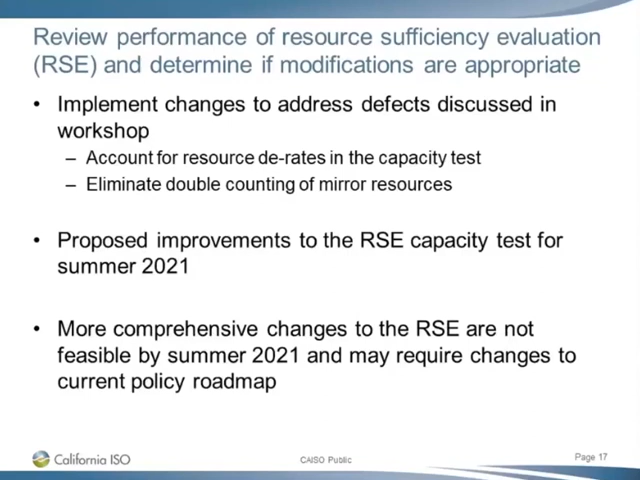 Review performance of resource sufficiency evaluation
(RSE) and determine if modifications are appropriate
• Implement changes to address defects discussed in
workshop
– Account for resource de-rates in the capacity test
– Eliminate double counting of mirror resources
• Proposed improvements to the RSE capacity test for
summer 2021
• More comprehensive changes to the RSE are not
feasible by summer 2021 and may require changes to
current policy roadmap
California ISO
CAISO Public
Page 17